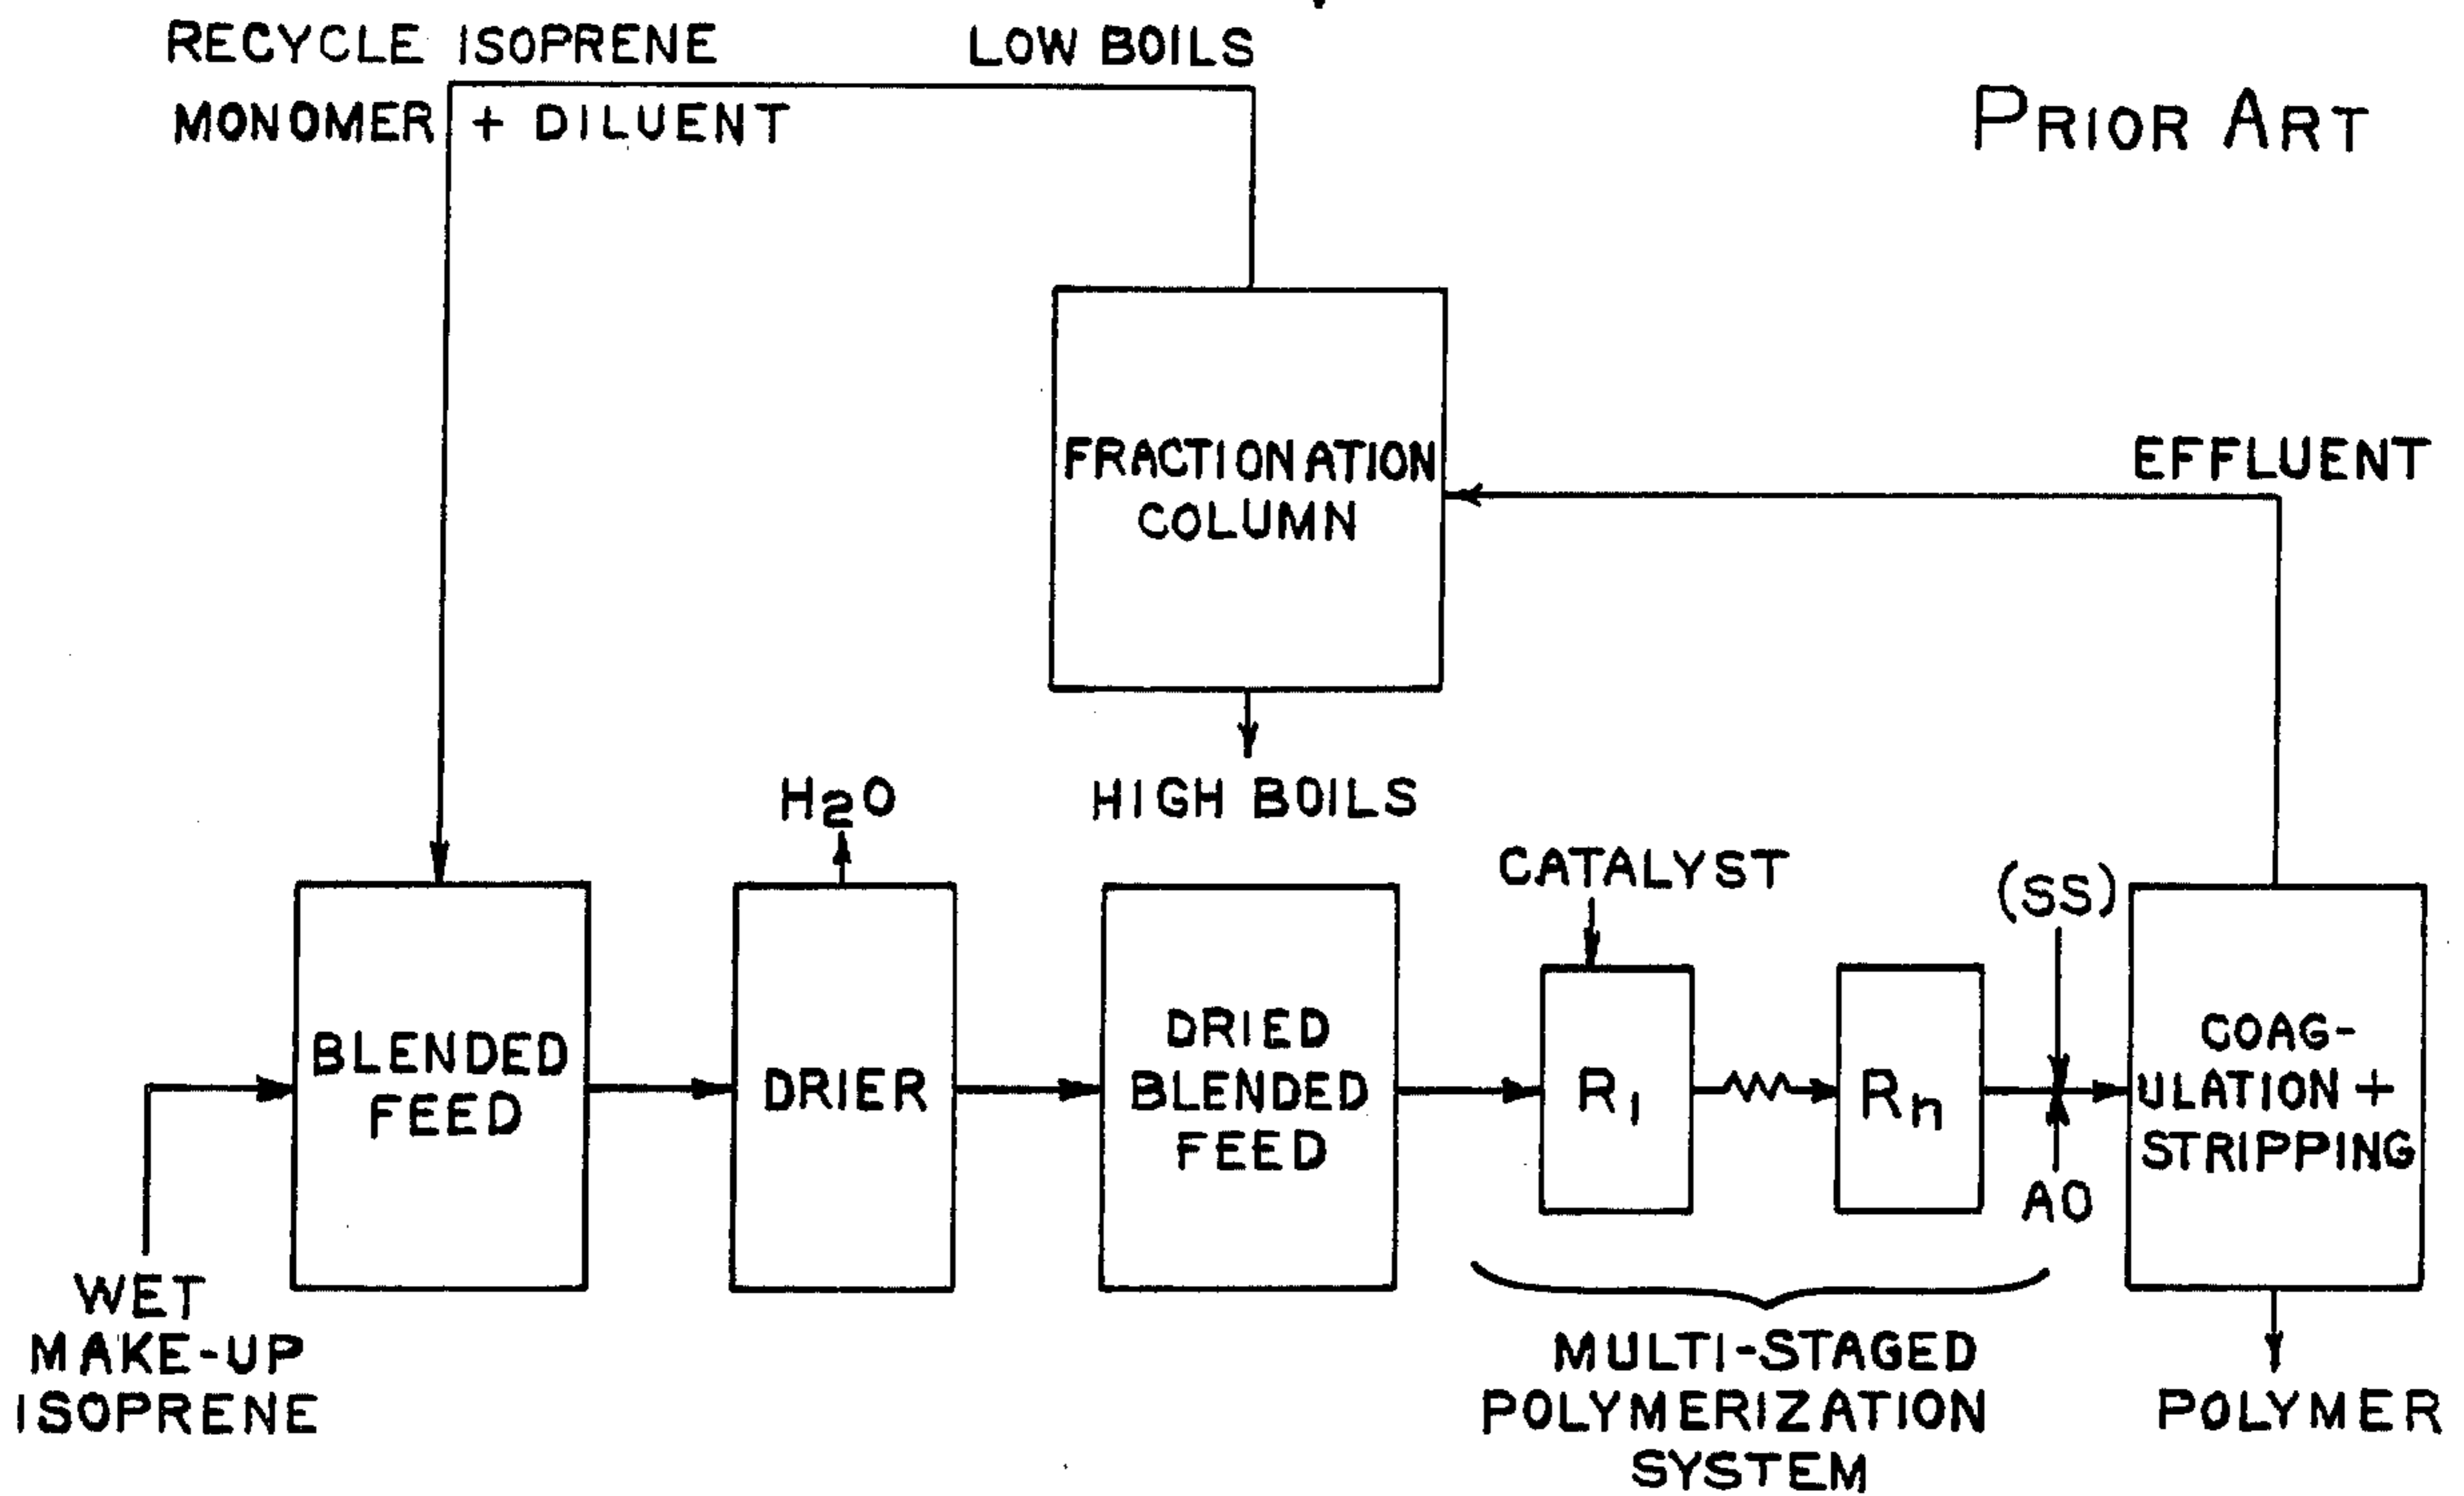 RECYCLE ISOPRENE
MONOMER + DILUENT
LOW BOILS
PRIOR ART
FRACTIONATION
COLUMN
EFFLUENT
HIGH BOILS
H2O
CATALYST
(SS)
BLENDED
FEED
DRIER
DRIED
BLENDED
FEED
R1
Rn
COAG-
ULATION +
STRIPPING
AO
WET
MAKE-UP
ISOPRENE
MULTI-STAGED
POLYMERIZATION
SYSTEM
POLYMER